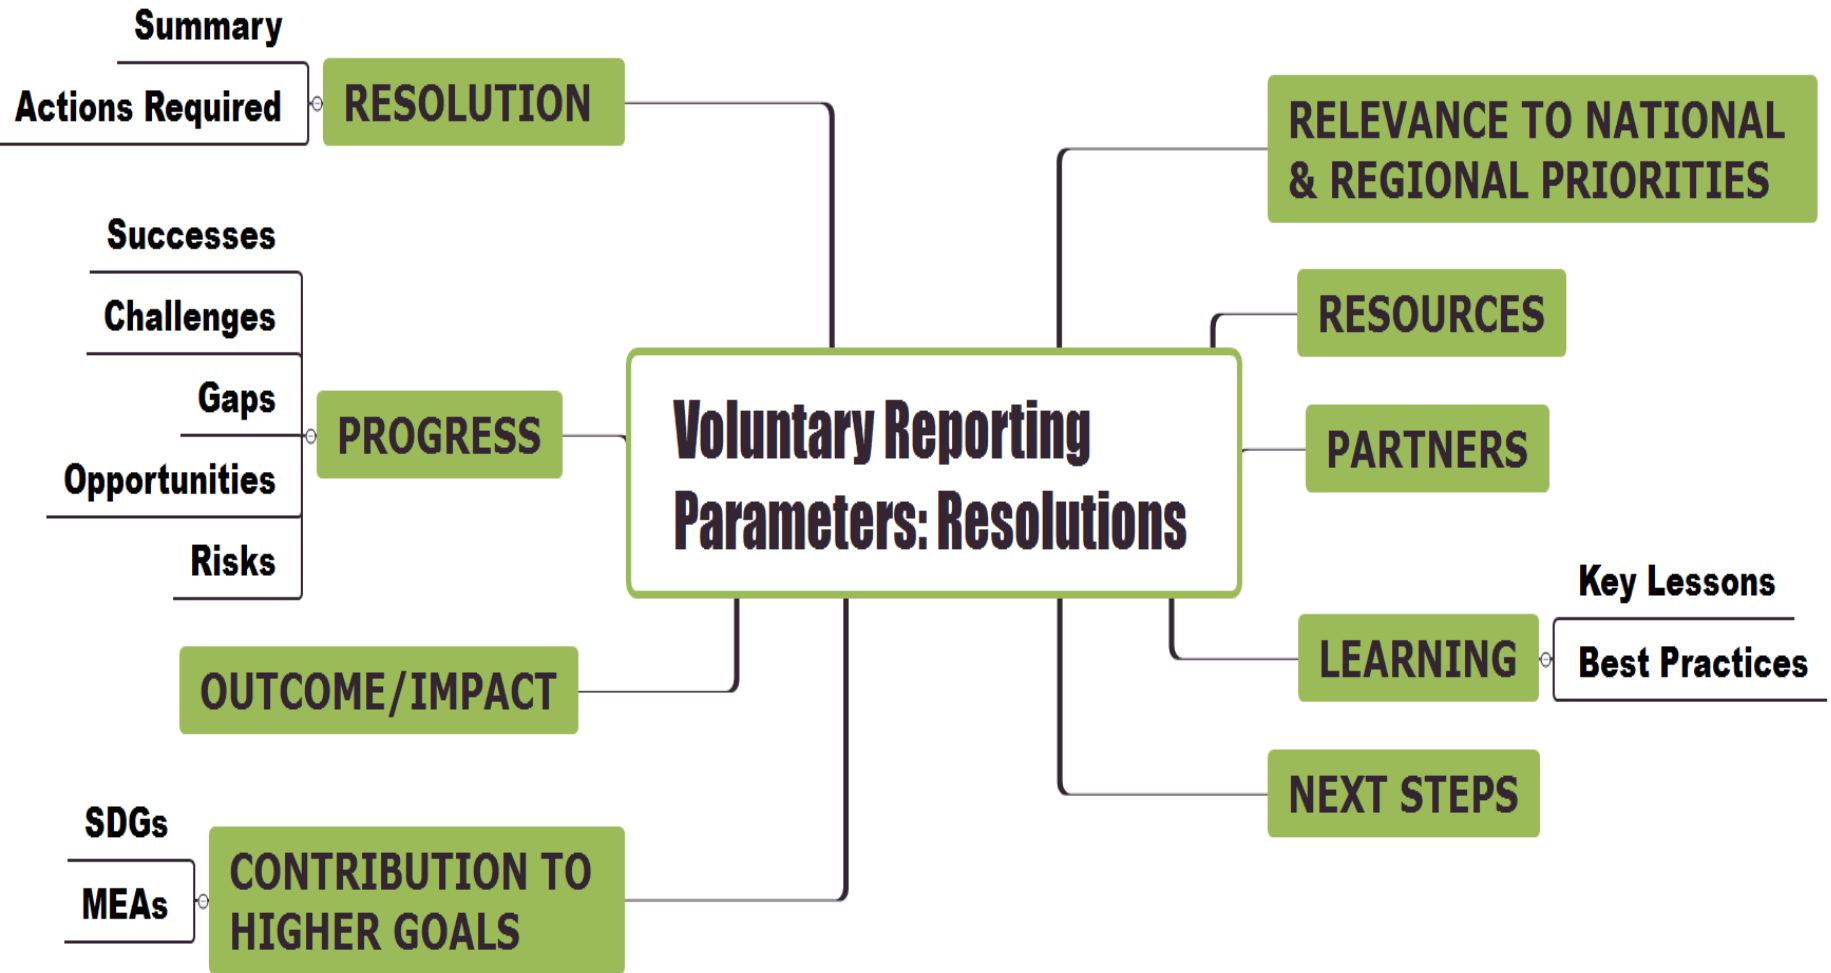 Summary
Actions Required
RESOLUTION
Successes
Challenges
Gaps
Opportunities
Risks
PROGRESS
OUTCOME/IMPACT
SDGs
MEAs
CONTRIBUTION TO
HIGHER GOALS
Voluntary Reporting
Parameters: Resolutions
RELEVANCE TO NATIONAL
& REGIONAL PRIORITIES
RESOURCES
PARTNERS
LEARNING
Key Lessons
Best Practices
NEXT STEPS